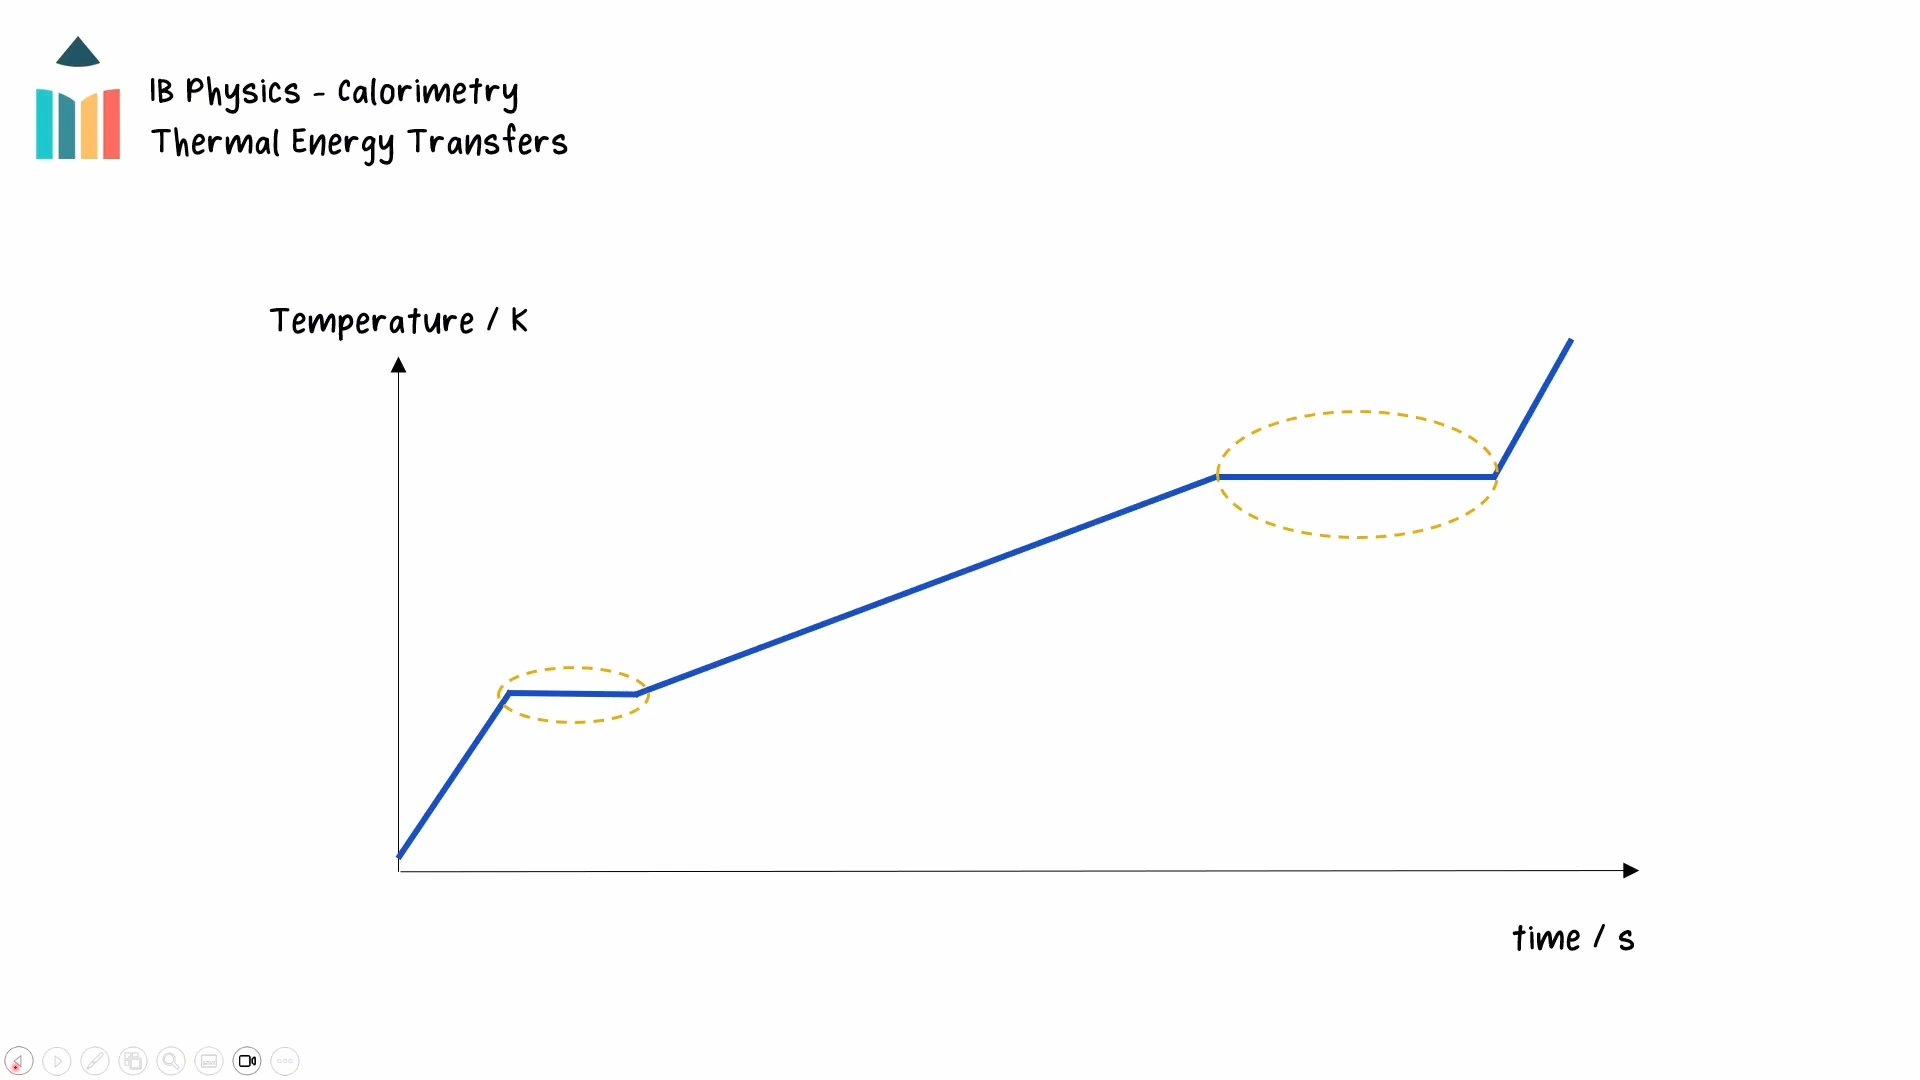 IB Physics - Calorimetry
Thermal Energy Transfers
Temperature / K
time / s